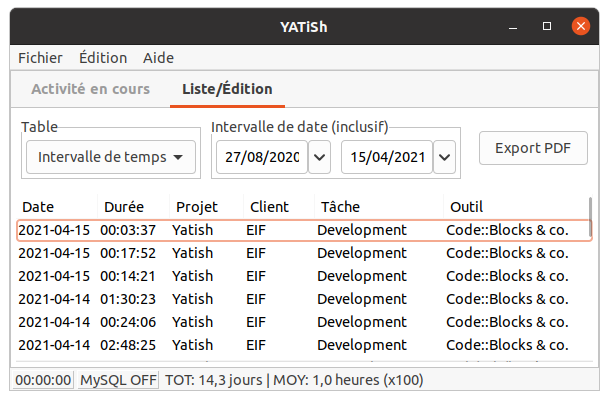 YATiSh
Fichier Édition Aide
Activité en cours Liste/Édition
Table Intervalle de date (inclusif)
Intervalle de temps 27/08/2020 15/04/2021 Export PDF
Date Durée Projet Client Tâche Outil
2021-04-15 00:03:37 Yatish EIF Development Code::Blocks & co.
2021-04-15 00:17:52 Yatish EIF Development Code::Blocks & co.
2021-04-15 00:14:21 Yatish EIF Development Code::Blocks & co.
2021-04-14 01:30:23 Yatish EIF Development Code::Blocks & co.
2021-04-14 00:24:06 Yatish EIF Development Code::Blocks & co.
2021-04-14 02:48:25 Yatish EIF Development Code::Blocks & co.
00:00:00 MySQL OFF TOT: 14,3 jours | MOY: 1,0 heures (x100)